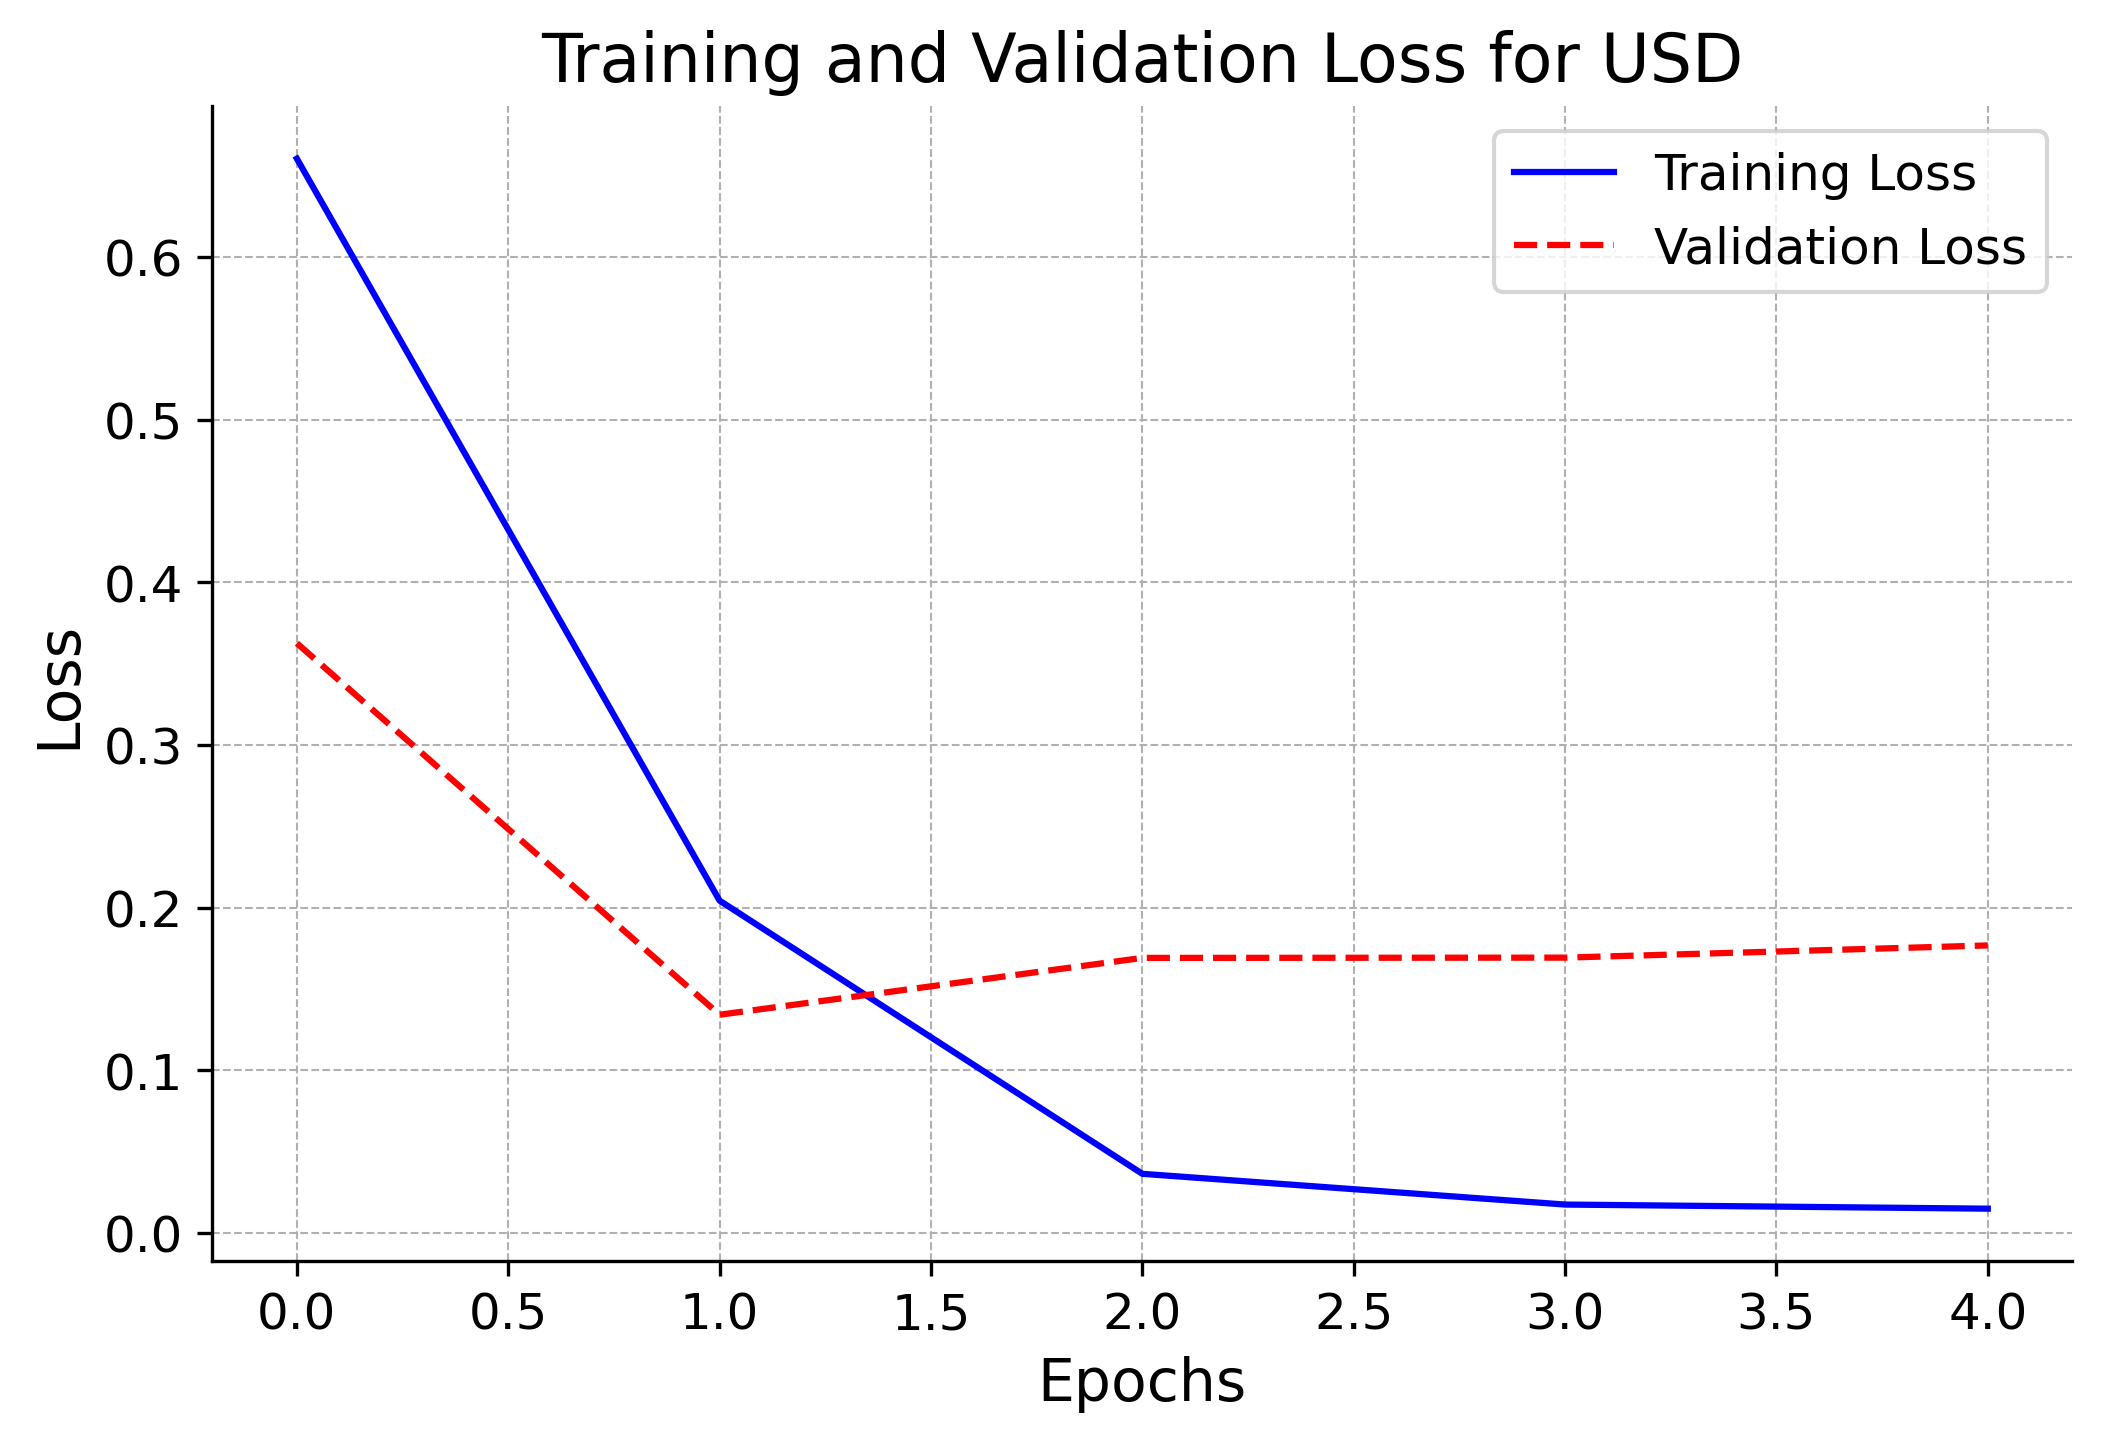 Training and Validation Loss for USD
Training Loss
Validation Loss
0.6
0.5
0.4
0.3
0.2
0.1
0.0
Loss
0.0 0.5 1.0 1.5 2.0 2.5 3.0 3.5 4.0
Epochs